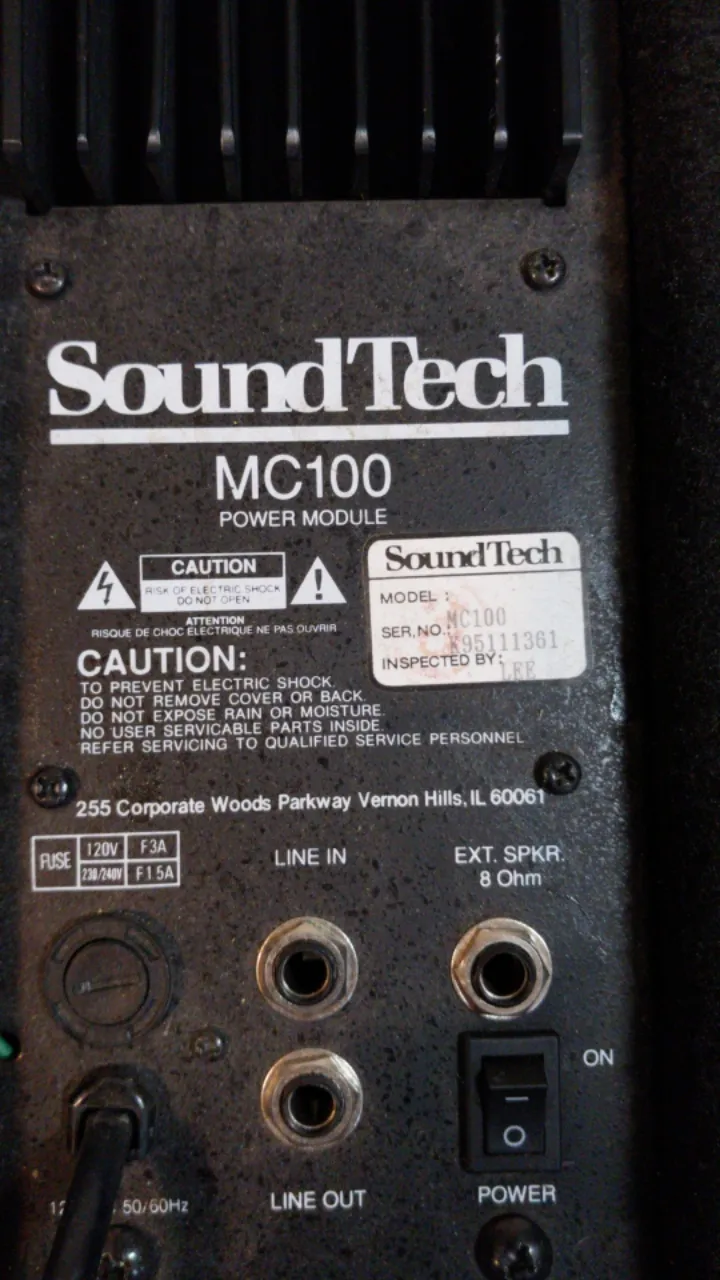 SoundTech
MC100
POWER MODULE
CAUTION
RISK OF ELECTRIC SHOCK
DO NOT OPEN
ATTENTION
RISQUE DE CHOC ELECTRIQUE NE PAS OUVRIR
SoundTech
MODEL :
MC100
SER,NO.:
95111361
INSPECTED BY:
LEE
CAUTION:
TO PREVENT ELECTRIC SHOCK.
DO NOT REMOVE COVER OR BACK.
DO NOT EXPOSE RAIN OR MOISTURE.
NO USER SERVICABLE PARTS INSIDE.
REFER SERVICING TO QUALIFIED SERVICE PERSONNEL
255 Corporate Woods Parkway Vernon Hills, IL 60061
FUSE 120V F3A
230/240V F1.5A
LINE IN
EXT. SPKR.
8 Ohm
ON
50/60Hz
LINE OUT
POWER